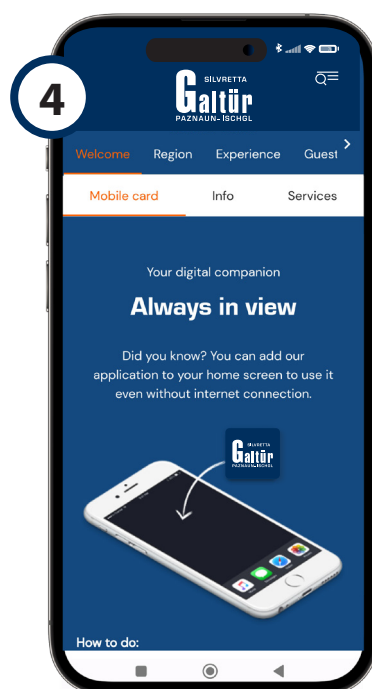 4
SILVRETTA
Galtür
PAZNAUN-ISCHGL
Welcome Region Experience Guest
Mobile card Info Services
Your digital companion
Always in view
Did you know? You can add our
application to your home screen to use it
even without internet connection.
SILVRETTA
Galtür
PAZNAUN-ISCHGL
How to do: